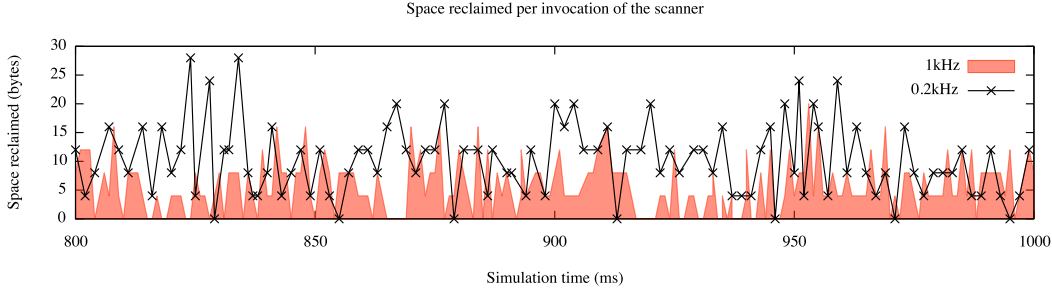 Space reclaimed per invocation of the scanner
Space reclaimed (bytes)
30
25
20
15
10
5
0
1kHz
0.2kHz
800
850
900
950
1000
Simulation time (ms)